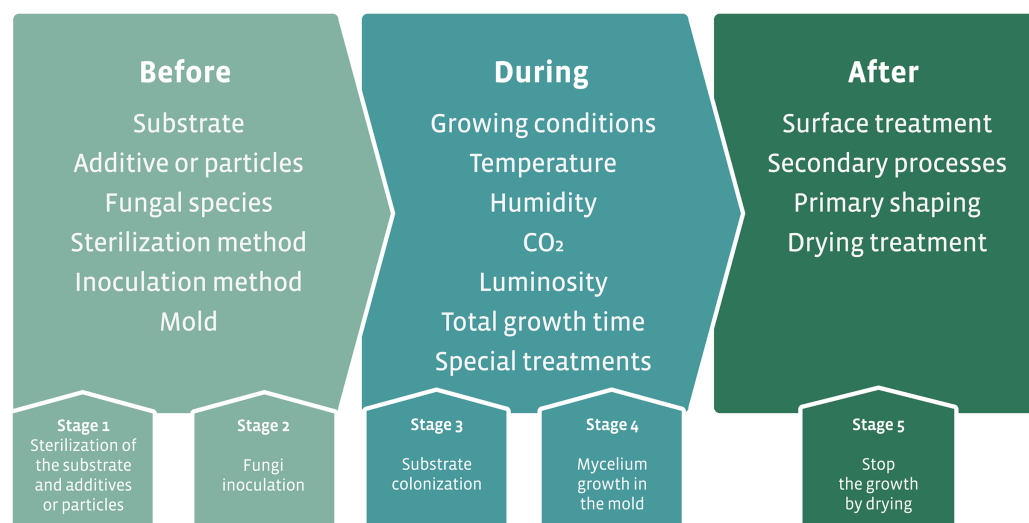 Before
Substrate
Additive or particles
Fungal species
Sterilization method
Inoculation method
Mold
During
Growing conditions
Temperature
Humidity
CO₂
Luminosity
Total growth time
Special treatments
After
Surface treatment
Secondary processes
Primary shaping
Drying treatment
Stage 1
Sterilization of
the substrate
and additives
or particles
Stage 2
Fungi
inoculation
Stage 3
Substrate
colonization
Stage 4
Mycelium
growth in
the mold
Stage 5
Stop
the growth
by drying